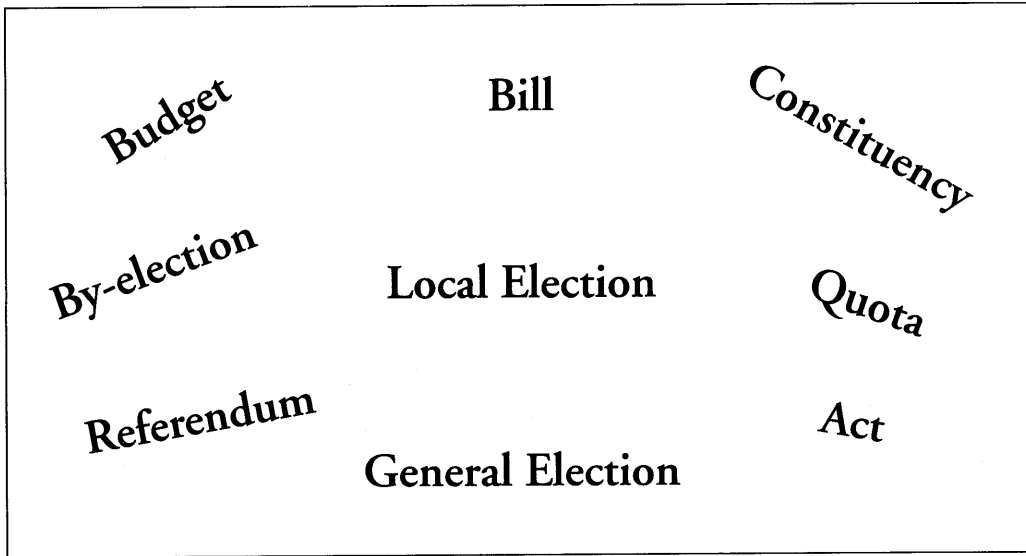 Budget
Bill
Constituency
By-election
Local Election
Quota
Referendum
Act
General Election